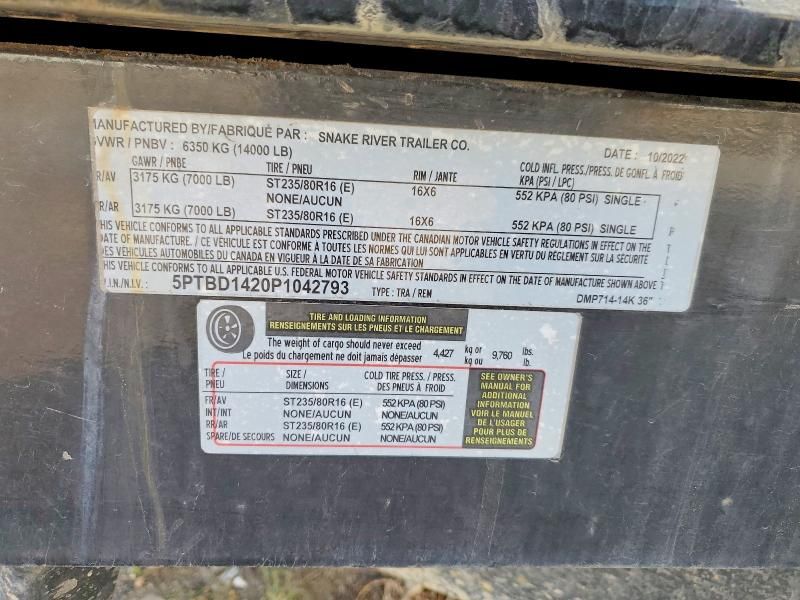 MANUFACTURED BY/FABRIQUÉ PAR : SNAKE RIVER TRAILER CO.
GVWR / PNBV : 6350 KG (14000 LB) DATE : 10/2022
GAWR / PNBE TIRE / PNEU RIM / JANTE COLD INFL. PRESS./PRESS. DE GONFL. À FROID
KPA (PSI / LPC)
FR/AV 3175 KG (7000 LB) ST235/80R16 (E) 16X6 552 KPA (80 PSI) SINGLE
NONE/AUCUN
RR/AR 3175 KG (7000 LB) ST235/80R16 (E) 16X6 552 KPA (80 PSI) SINGLE
THIS VEHICLE CONFORMS TO ALL APPLICABLE STANDARDS PRESCRIBED UNDER THE CANADIAN MOTOR VEHICLE SAFETY REGULATIONS IN EFFECT ON THE
DATE OF MANUFACTURE. / CE VÉHICULE EST CONFORME À TOUTES LES NORMES QUI LUI SONT APPLICABLES EN VERTU DU RÈGLEMENT SUR LA SÉCURITÉ
DES VÉHICULES AUTOMOBILES DU CANADA EN VIGUEUR À LA DATE DE SA FABRICATION
THIS VEHICLE CONFORMS TO ALL APPLICABLE U.S. FEDERAL MOTOR VEHICLE SAFETY STANDARDS IN EFFECT ON THE DATE OF MANUFACTURE SHOWN ABOVE
V.I.N./N.I.V.: 5PTBD1420P1042793 TYPE : TRA / REM DMP714-14K 36"
TIRE AND LOADING INFORMATION
RENSEIGNEMENTS SUR LES PNEUS ET LE CHARGEMENT
The weight of cargo should never exceed 4,427 kg or 9,760 lbs.
Le poids du chargement ne doit jamais dépasser kg ou lb.
TIRE / SIZE / COLD TIRE PRESS. / PRESS.
PNEU DIMENSIONS DES PNEUS À FROID
FR/AV ST235/80R16 (E) 552 KPA (80 PSI)
INT/INT NONE/AUCUN NONE/AUCUN
RR/AR ST235/80R16 (E) 552 KPA (80 PSI)
SPARE/DE SECOURS NONE/AUCUN NONE/AUCUN
SEE OWNER'S
MANUAL FOR
ADDITIONAL
INFORMATION
VOIR LE MANUEL
DE L'USAGER
POUR PLUS DE
RENSEIGNEMENTS